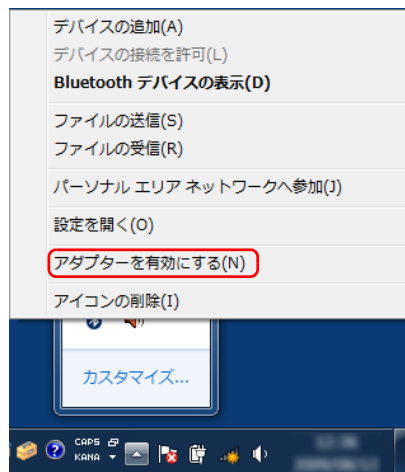 デバイスの追加(A)
デバイスの接続を許可(L)
Bluetooth デバイスの表示(D)
ファイルの送信(S)
ファイルの受信(R)
パーソナル エリア ネットワークへ参加(J)
設定を開く(O)
アダプターを有効にする(N)
アイコンの削除(I)
カスタマイズ...
CAPS
KANA